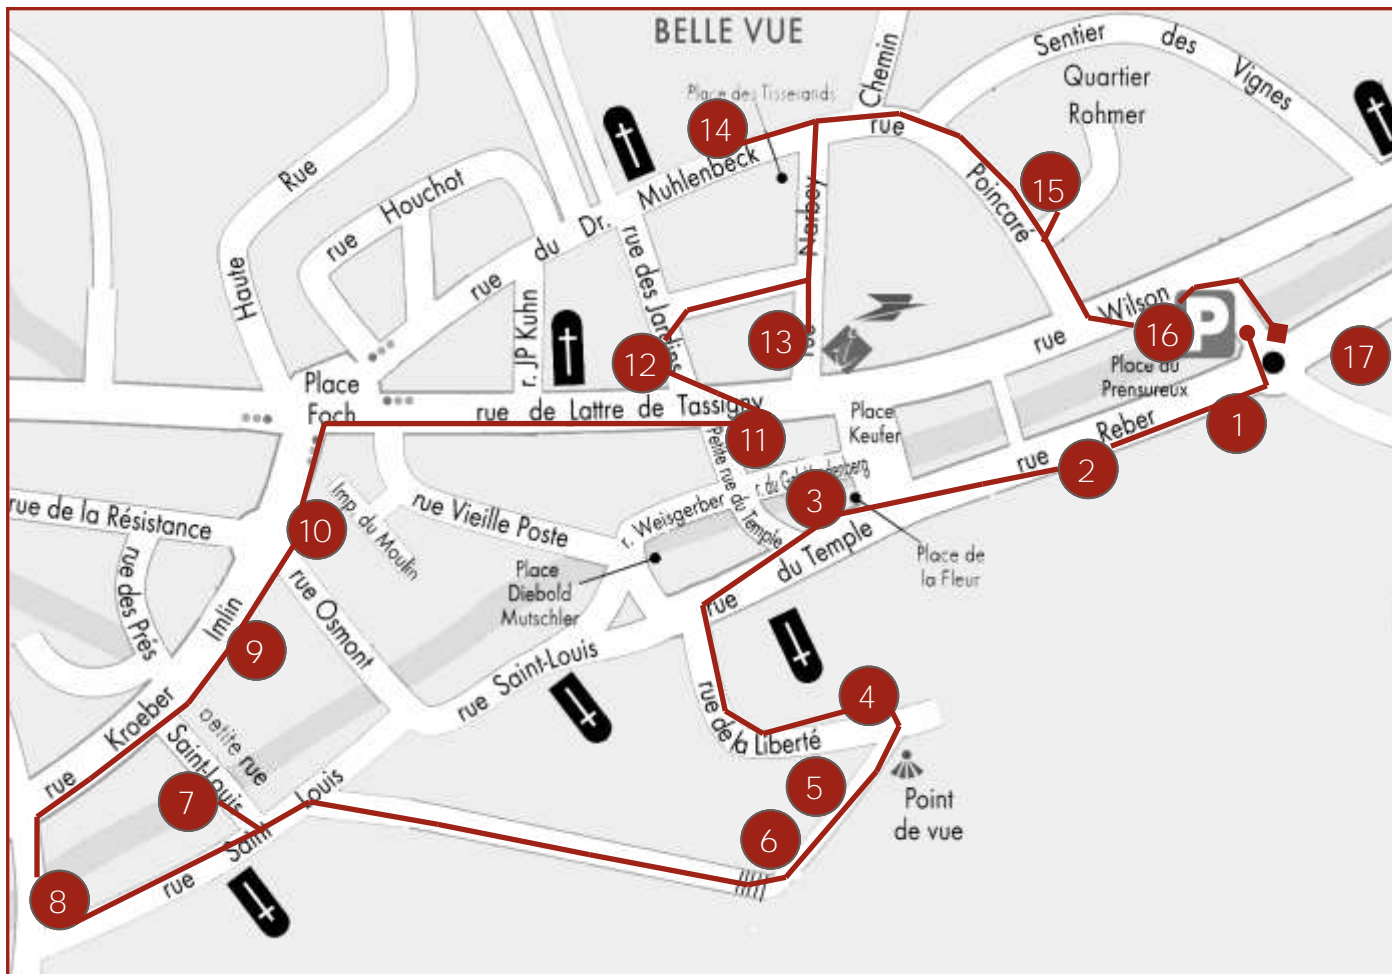 BELLE VUE
Sentier des Vignes
Chemin
Quartier
Rohmer
Place des Tisserands
14
rue
Muhlenbeck
Rue
Houchot
rue
Poincaré
15
Narbey
Dr.
du
rue
rue des Jardins
Haute
r. JP Kuhn
Wilson
P
16
rue
13
rue
12
17
Place du
Prensureux
Place
Foch
rue de Lattre de Tassigny
Place
Keufer
11
Reber
1
rue
2
Petite rue du Temple
r. du Gal
3
Imp. du Moulin
rue Vieille Poste
r. Weisgerber
rue de la Résistance
10
du Temple
Place de
la Fleur
rue des Prés
Place
Diebold
Mutschler
rue Osmont
rue
Imlin
9
rue Saint-Louis
4
rue de la Liberté
Kroeber
petite rue
Saint-Louis
rue
7
Louis
5
Point
de vue
6
Saint
rue
8